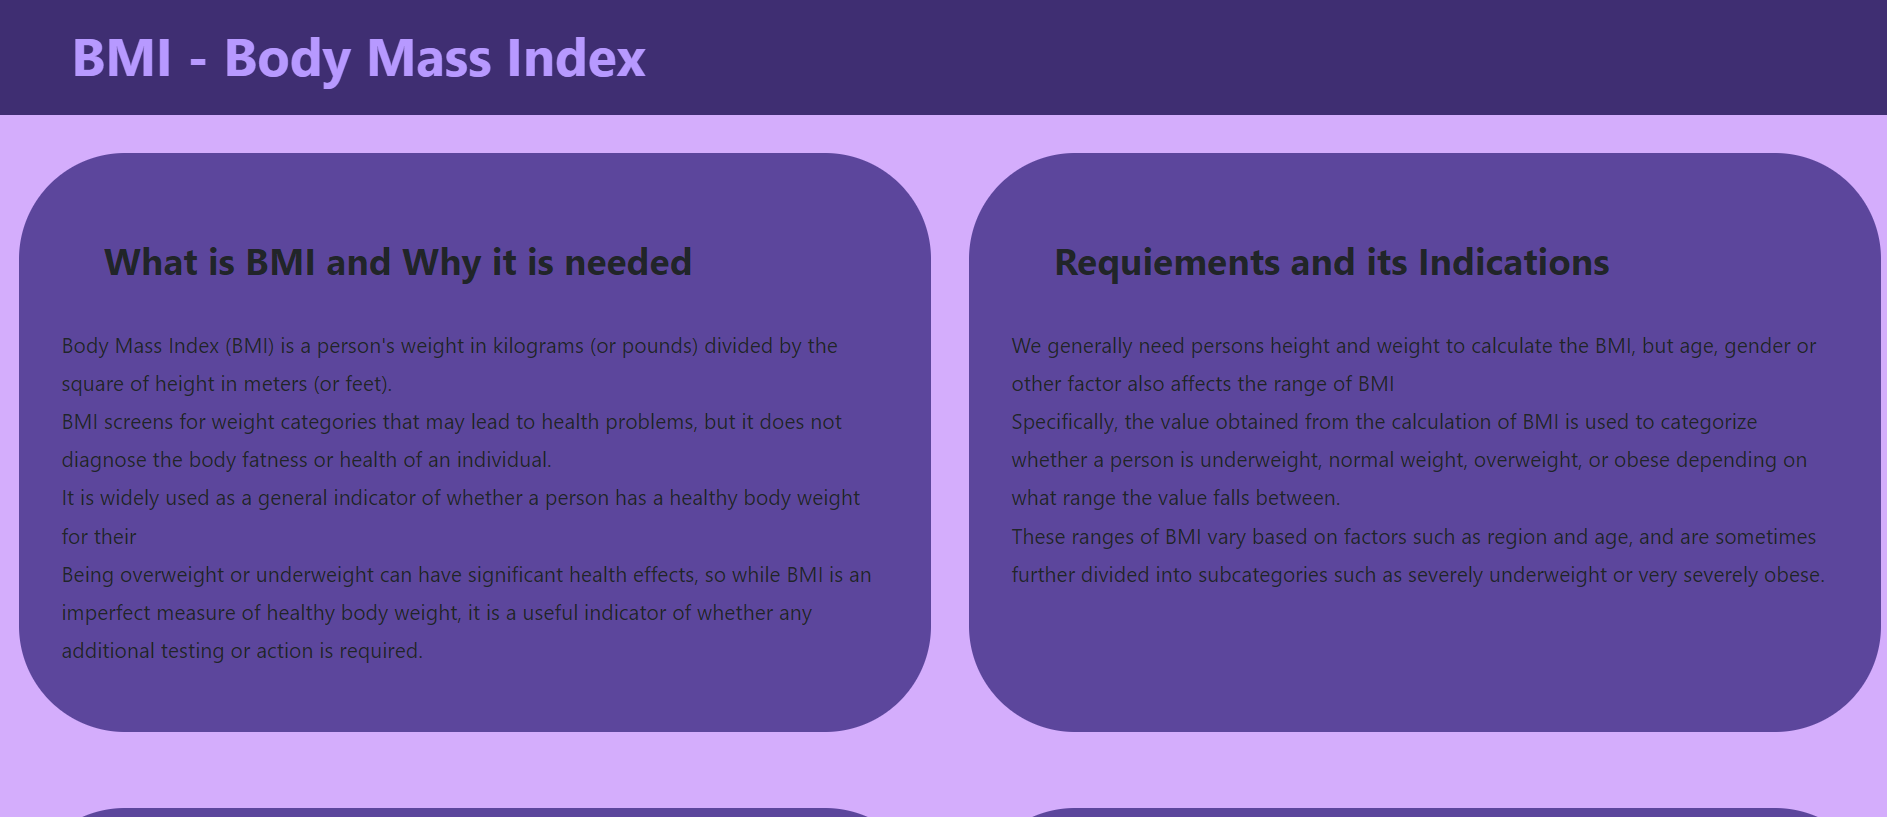 BMI - Body Mass Index
What is BMI and Why it is needed
Body Mass Index (BMI) is a person's weight in kilograms (or pounds) divided by the
square of height in meters (or feet).
BMI screens for weight categories that may lead to health problems, but it does not
diagnose the body fatness or health of an individual.
It is widely used as a general indicator of whether a person has a healthy body weight
for their
Being overweight or underweight can have significant health effects, so while BMI is an
imperfect measure of healthy body weight, it is a useful indicator of whether any
additional testing or action is required.
Requiements and its Indications
We generally need persons height and weight to calculate the BMI, but age, gender or
other factor also affects the range of BMI
Specifically, the value obtained from the calculation of BMI is used to categorize
whether a person is underweight, normal weight, overweight, or obese depending on
what range the value falls between.
These ranges of BMI vary based on factors such as region and age, and are sometimes
further divided into subcategories such as severely underweight or very severely obese.